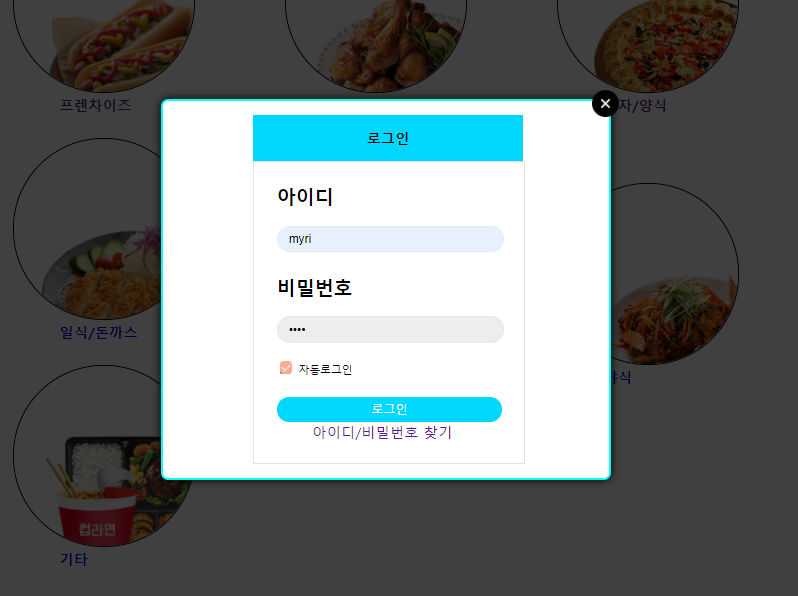 프렌차이즈
자/양식
로그인
아이디
myri
비밀번호
••••
자동로그인
로그인
아이디/비밀번호 찾기
일식/돈까스
야식
컵라면
기타